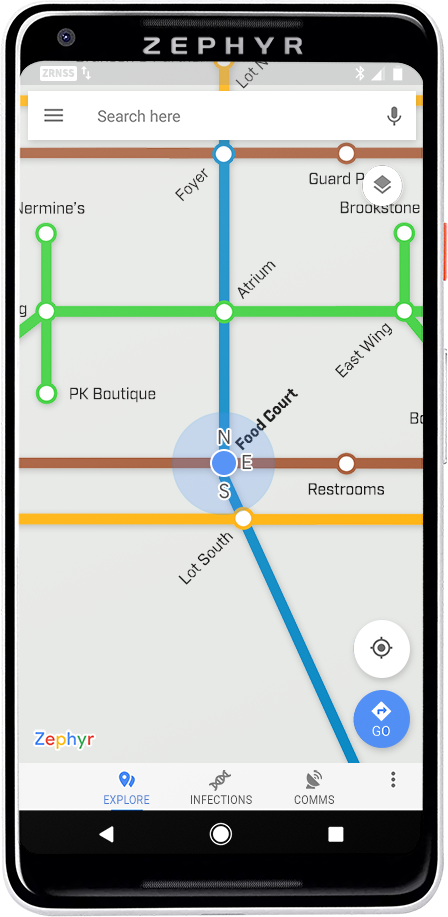 ZEPHYR
ZRNSS
Lot N
Search here
Foyer
Guard P
Nermine's
Brookstone
Atrium
g
East Wing
PK Boutique
Food Court
N
E
S
Restrooms
Lot South
GO
Zephyr
EXPLORE
INFECTIONS
COMMS